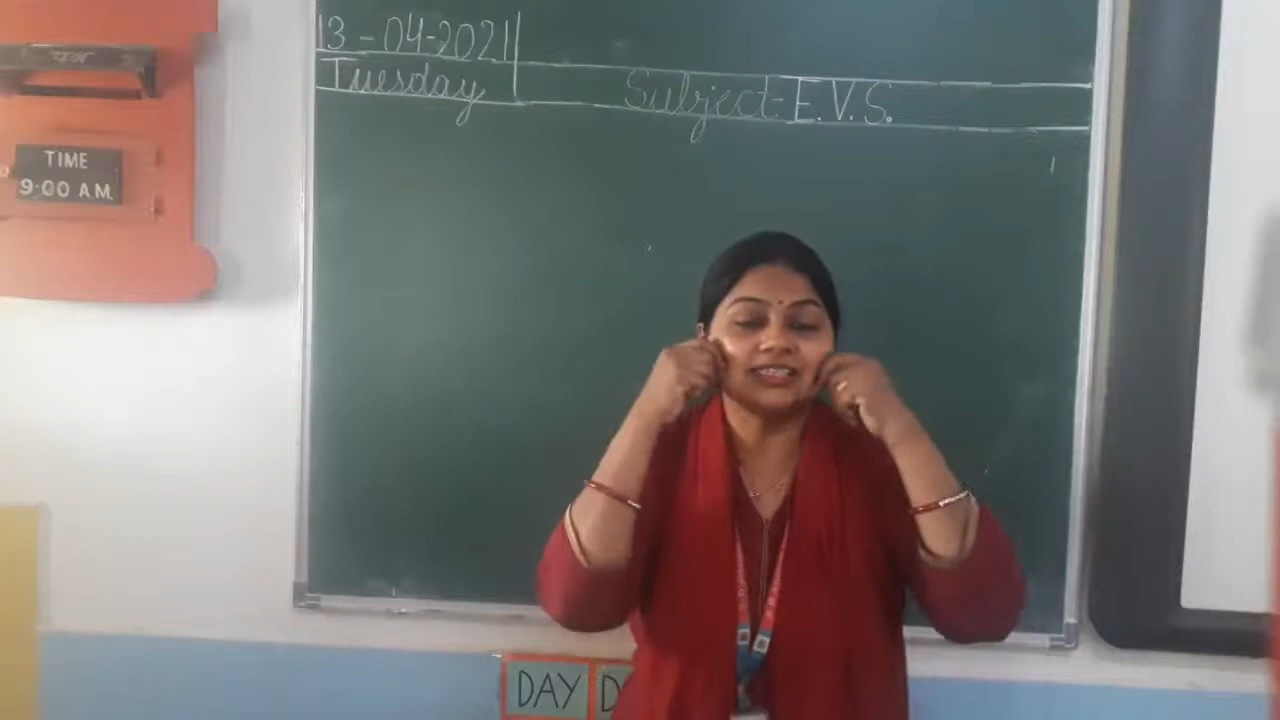 13-04-2021
Tuesday
Subject: E.V.S.
TIME
9:00 A.M.
DAY